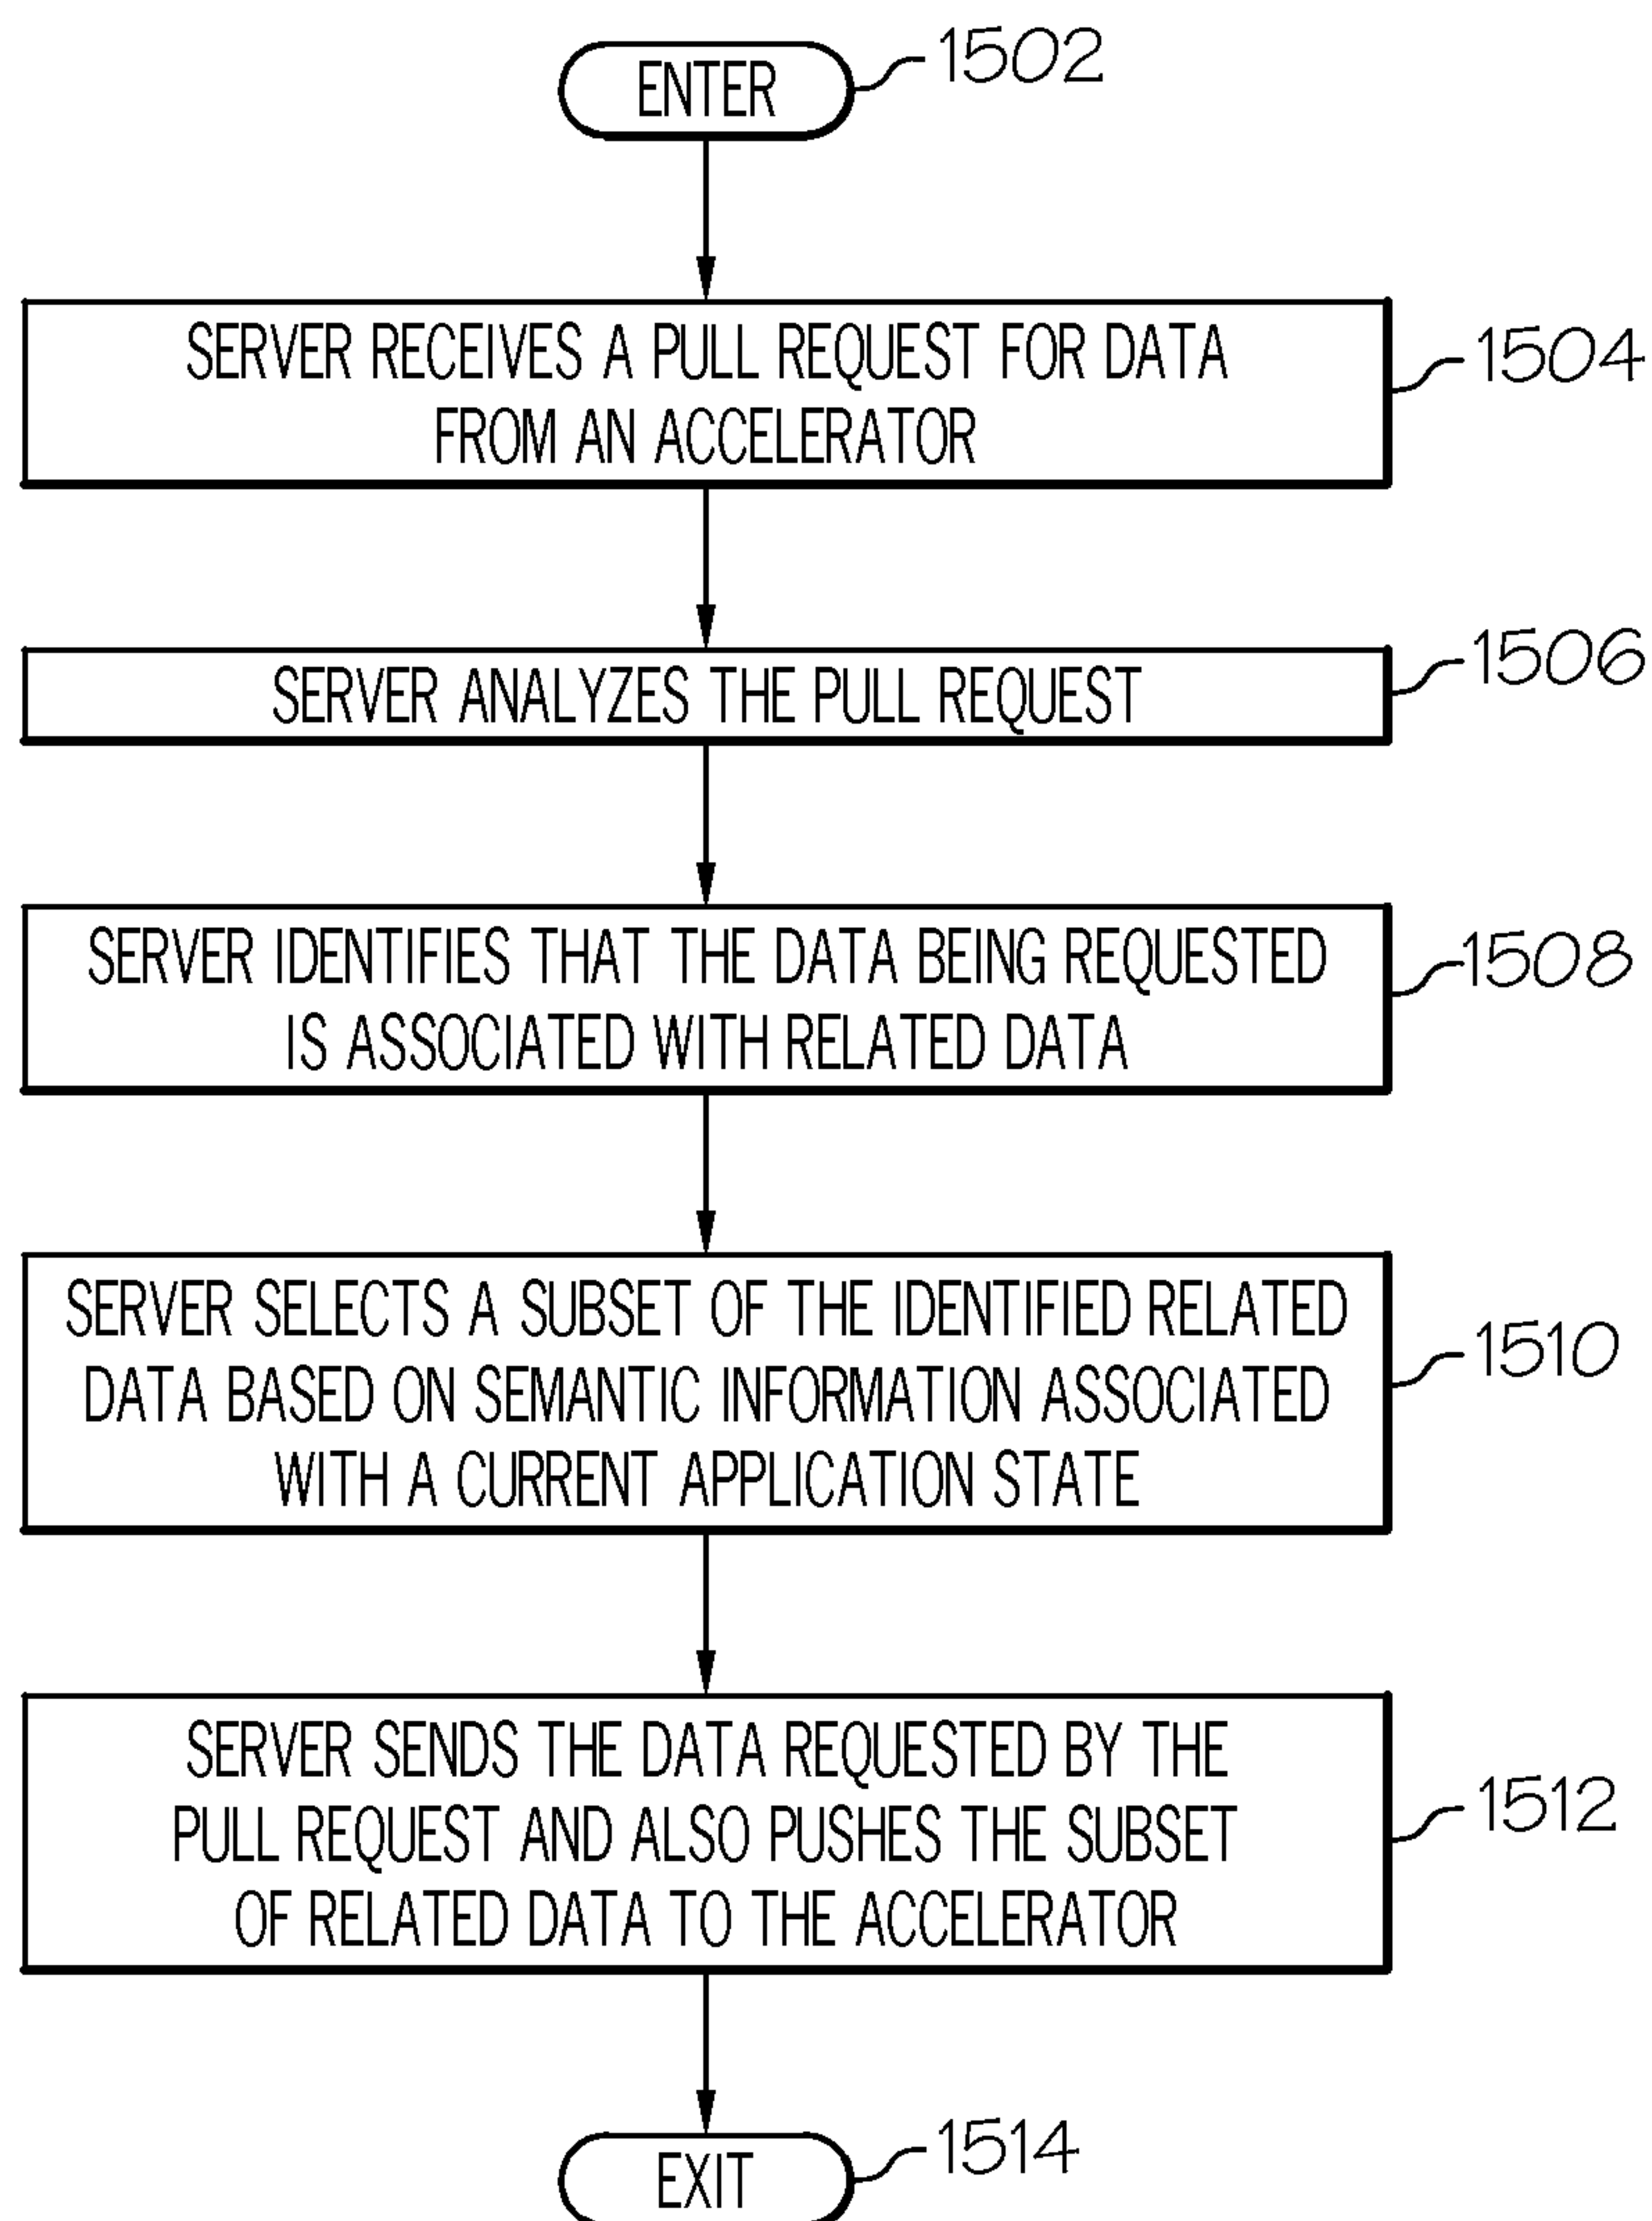 ENTER
1502
SERVER RECEIVES A PULL REQUEST FOR DATA
FROM AN ACCELERATOR
1504
SERVER ANALYZES THE PULL REQUEST
1506
SERVER IDENTIFIES THAT THE DATA BEING REQUESTED
IS ASSOCIATED WITH RELATED DATA
1508
SERVER SELECTS A SUBSET OF THE IDENTIFIED RELATED
DATA BASED ON SEMANTIC INFORMATION ASSOCIATED
WITH A CURRENT APPLICATION STATE
1510
SERVER SENDS THE DATA REQUESTED BY THE
PULL REQUEST AND ALSO PUSHES THE SUBSET
OF RELATED DATA TO THE ACCELERATOR
1512
EXIT
1514